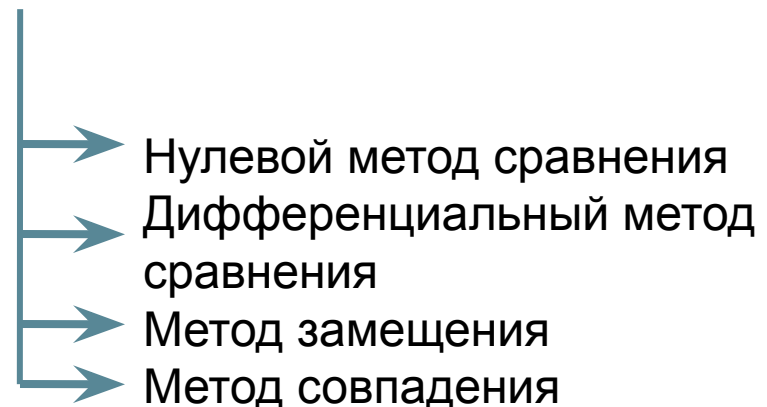 Нулевой метод сравнения
Дифференциальный метод
сравнения
Метод замещения
Метод совпадения